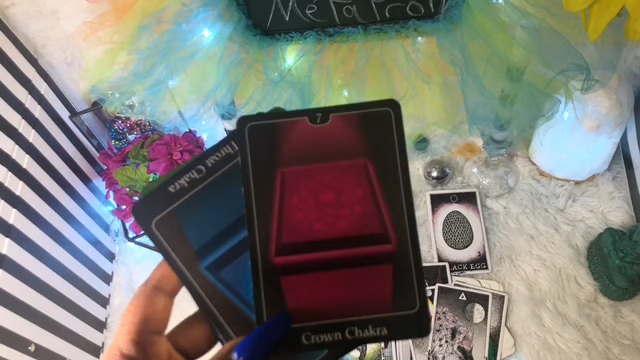 Metatron
7
Crown Chakra
Throat Chakra
BLACK EGG